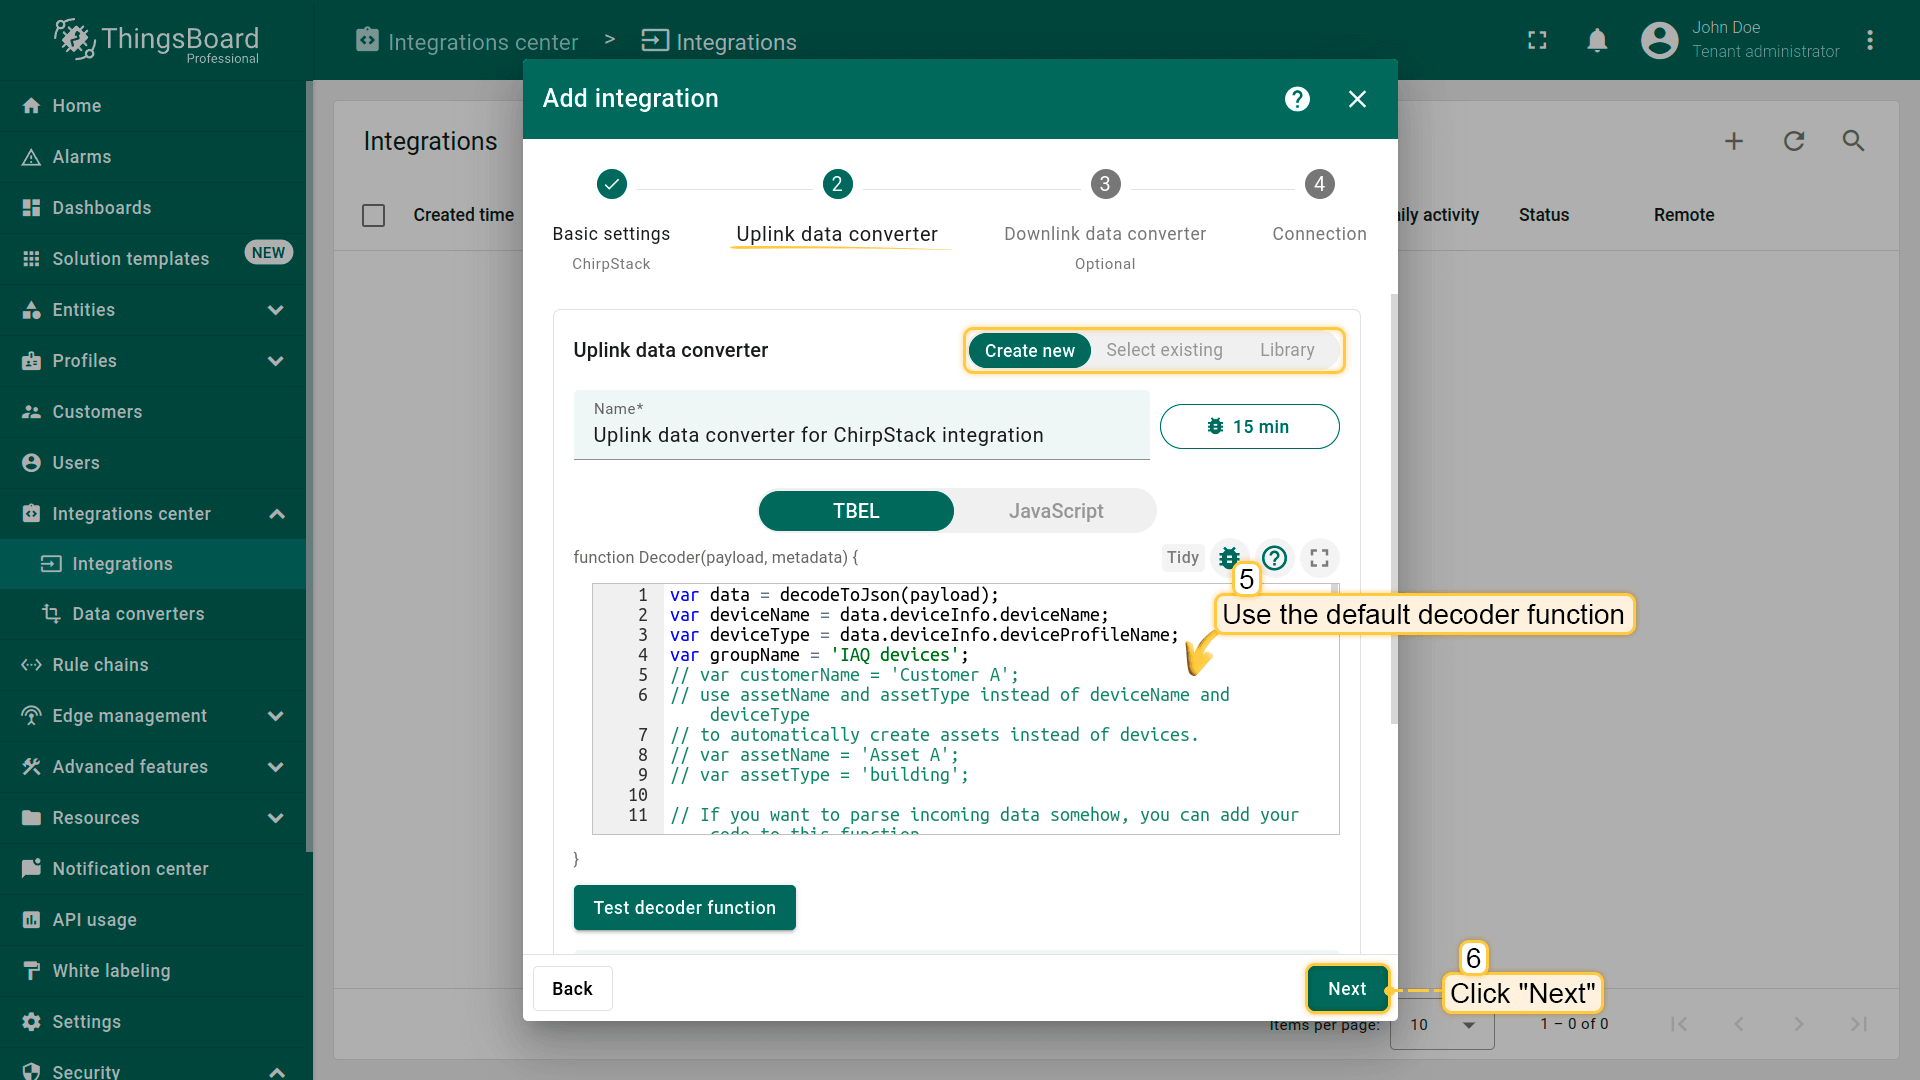 ThingsBoard
Professional
Integrations center > Integrations
John Doe
Tenant administrator
Home
Alarms
Dashboards
Solution templates NEW
Entities
Profiles
Customers
Users
Integrations center
Integrations
Data converters
Rule chains
Edge management
Advanced features
Resources
Notification center
API usage
White labeling
Settings
Security
Integrations
Created time
ily activity Status Remote
Add integration
2 3 4
Basic settings Uplink data converter Downlink data converter Connection
ChirpStack Optional
Uplink data converter Create new Select existing Library
Name*
Uplink data converter for ChirpStack integration
15 min
TBEL JavaScript
function Decoder(payload, metadata) { Tidy
1 var data = decodeToJson(payload);
2 var deviceName = data.deviceInfo.deviceName;
3 var deviceType = data.deviceInfo.deviceProfileName;
4 var groupName = 'IAQ devices';
5 // var customerName = 'Customer A';
6 // use assetName and assetType instead of deviceName and
deviceType
7 // to automatically create assets instead of devices.
8 // var assetName = 'Asset A';
9 // var assetType = 'building';
10
11 // If you want to parse incoming data somehow, you can add your
code to this function
}
5
Use the default decoder function
Test decoder function
Back Next
6
Click "Next"
Items per page: 10 1 – 0 of 0